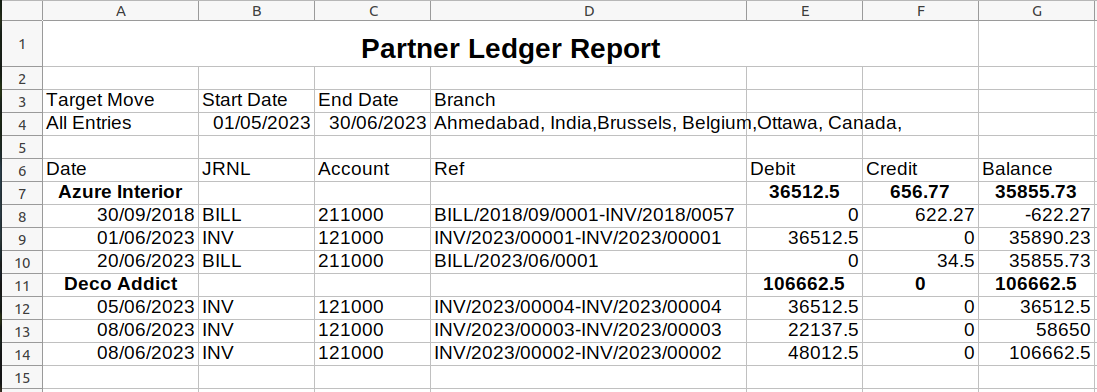 A B C D E F G
1 Partner Ledger Report
2
3 Target Move Start Date End Date Branch
4 All Entries 01/05/2023 30/06/2023 Ahmedabad, India,Brussels, Belgium,Ottawa, Canada,
5
6 Date JRNL Account Ref Debit Credit Balance
7 Azure Interior 36512.5 656.77 35855.73
8 30/09/2018 BILL 211000 BILL/2018/09/0001-INV/2018/0057 0 622.27 -622.27
9 01/06/2023 INV 121000 INV/2023/00001-INV/2023/00001 36512.5 0 35890.23
10 20/06/2023 BILL 211000 BILL/2023/06/0001 0 34.5 35855.73
11 Deco Addict 106662.5 0 106662.5
12 05/06/2023 INV 121000 INV/2023/00004-INV/2023/00004 36512.5 0 36512.5
13 08/06/2023 INV 121000 INV/2023/00003-INV/2023/00003 22137.5 0 58650
14 08/06/2023 INV 121000 INV/2023/00002-INV/2023/00002 48012.5 0 106662.5
15